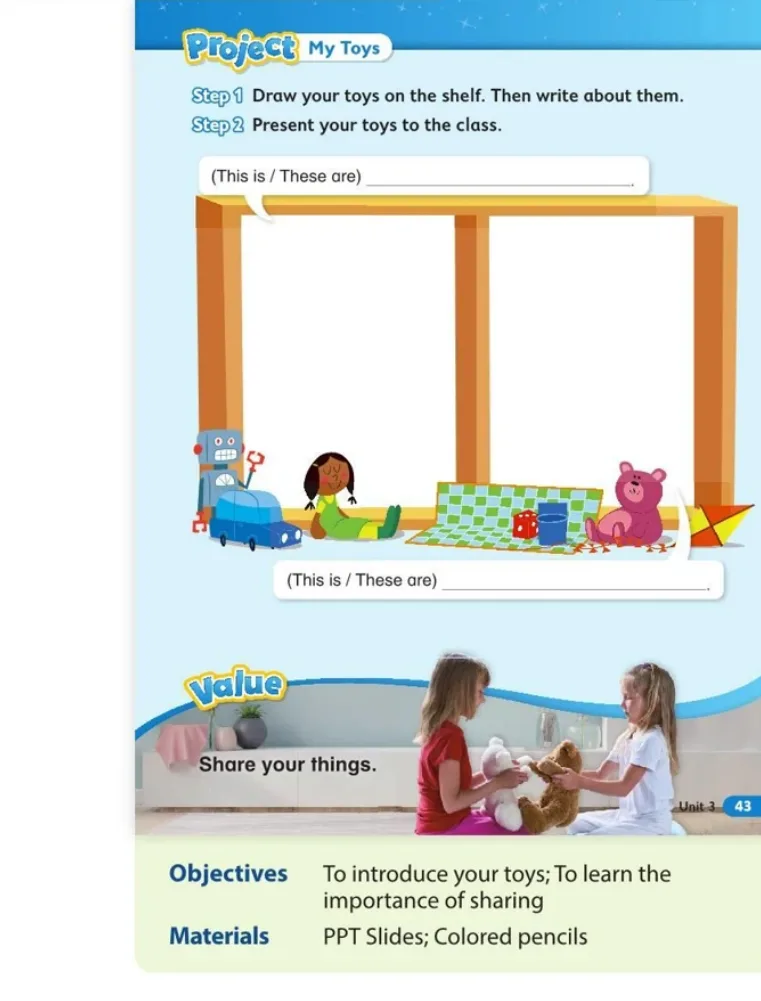 Project My Toys
Step 1 Draw your toys on the shelf. Then write about them.
Step 2 Present your toys to the class.
(This is / These are) ______________________________.
(This is / These are) ______________________________.
Value
Share your things.
Unit 3 43
Objectives To introduce your toys; To learn the
importance of sharing
Materials PPT Slides; Colored pencils